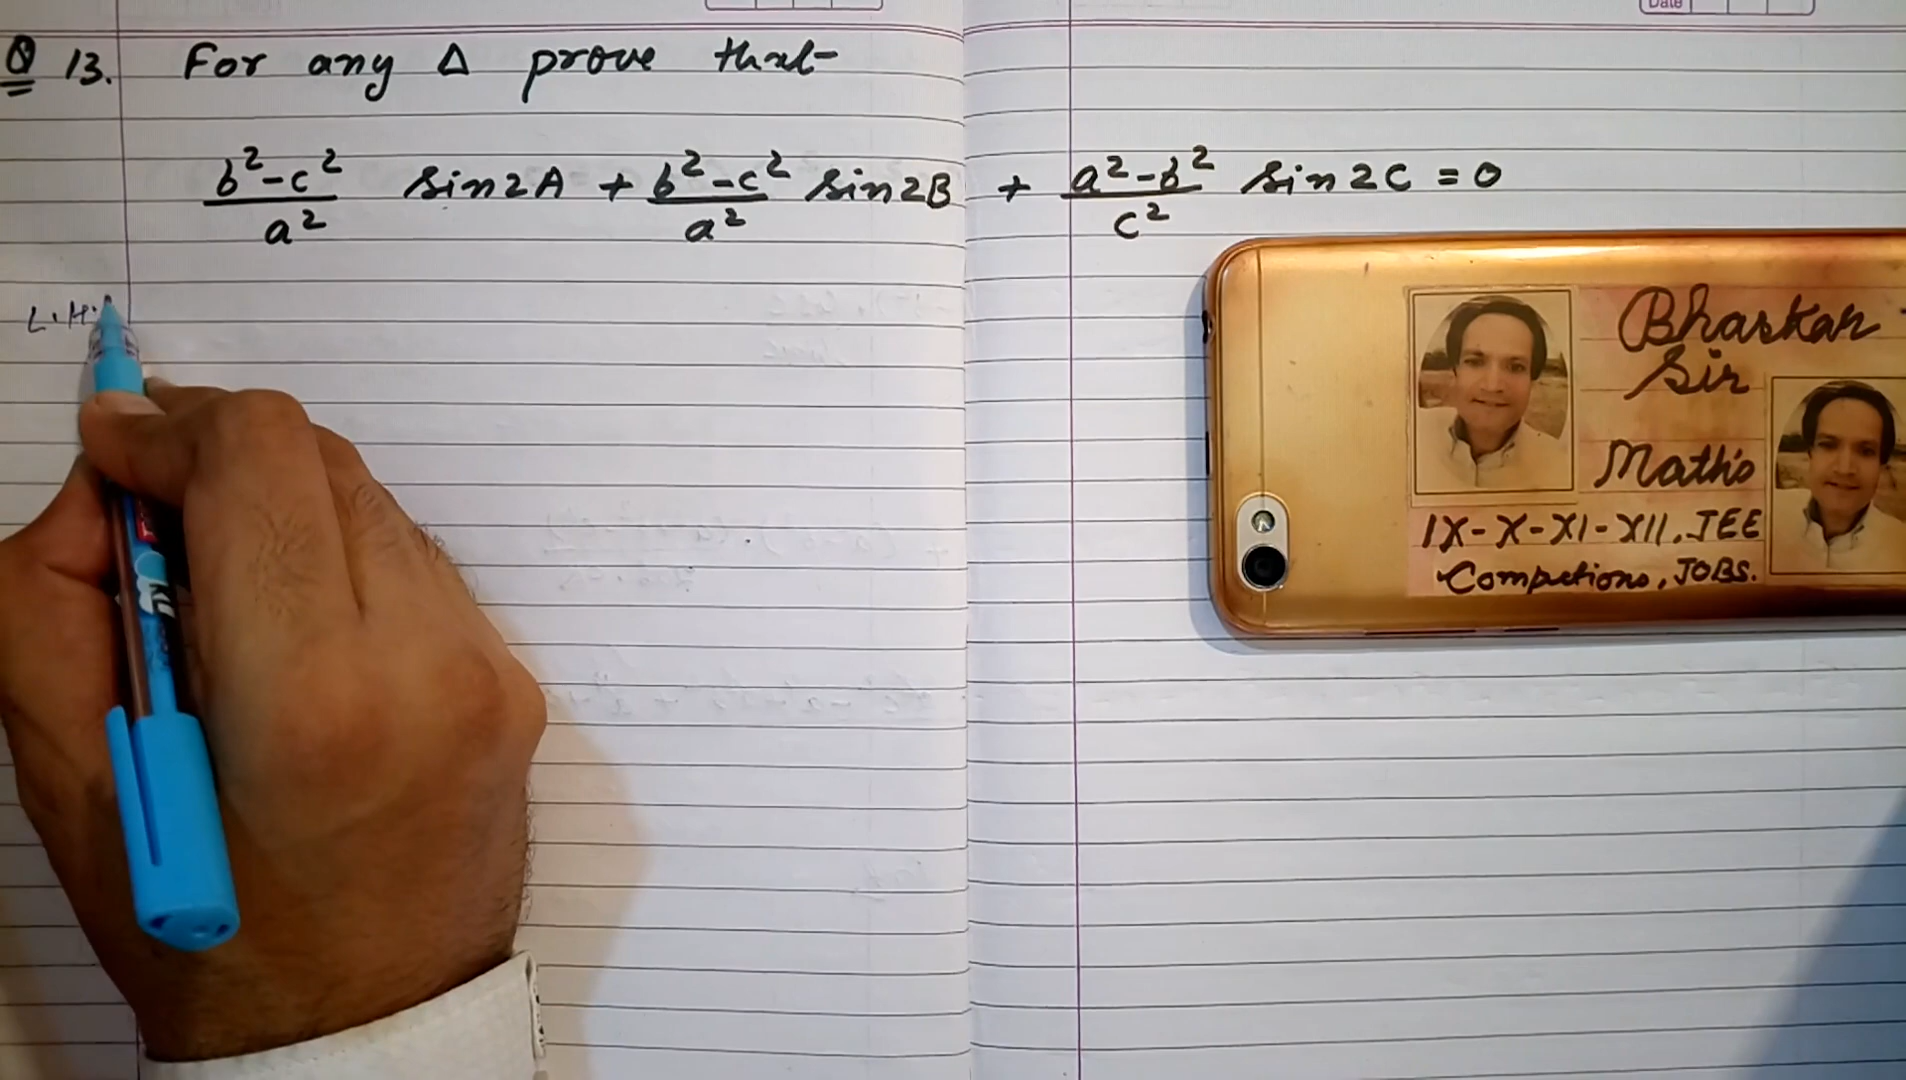 Date
Q 13. For any Δ prove that
b²-c²/a² sin2A + b²-c²/a² sin2B + a²-b²/c² sin2C = 0
L.H.
Bhaskar
Sir
Maths
IX-X-XI-XII, JEE
Compections, JOBS.